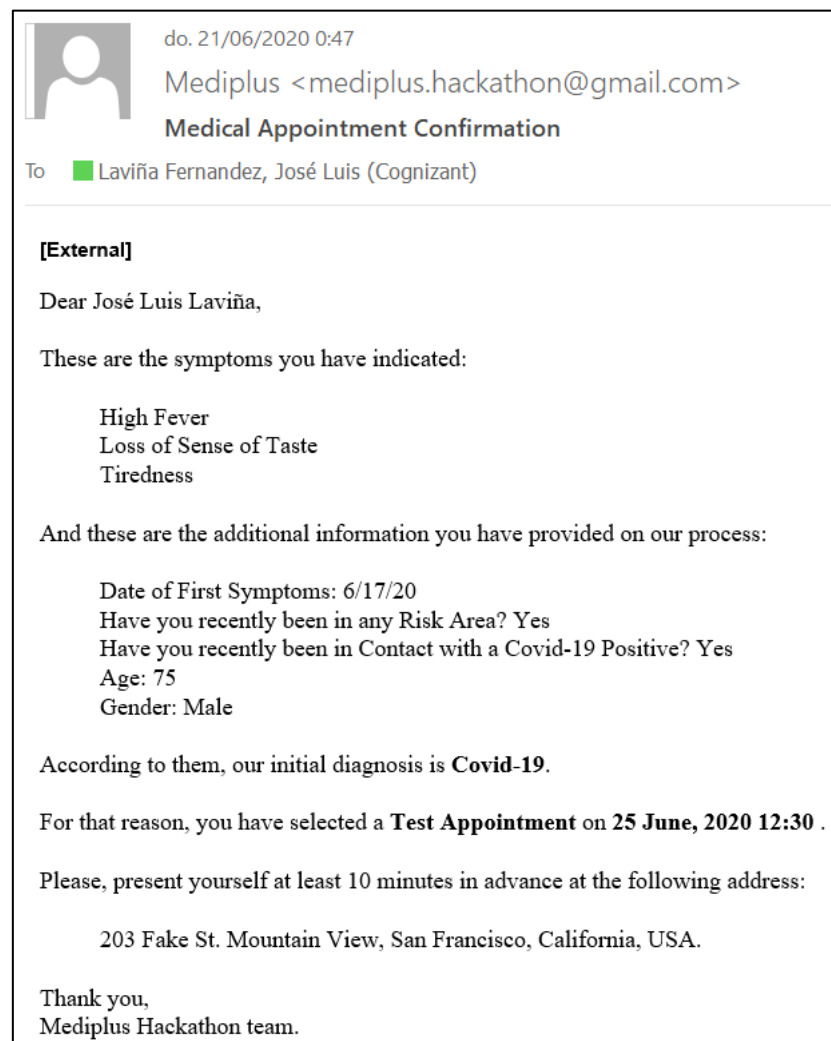 do. 21/06/2020 0:47
Mediplus <mediplus.hackathon@gmail.com>
Medical Appointment Confirmation
To Laviña Fernandez, José Luis (Cognizant)
[External]
Dear José Luis Laviña,
These are the symptoms you have indicated:
High Fever
Loss of Sense of Taste
Tiredness
And these are the additional information you have provided on our process:
Date of First Symptoms: 6/17/20
Have you recently been in any Risk Area? Yes
Have you recently been in Contact with a Covid-19 Positive? Yes
Age: 75
Gender: Male
According to them, our initial diagnosis is Covid-19.
For that reason, you have selected a Test Appointment on 25 June, 2020 12:30 .
Please, present yourself at least 10 minutes in advance at the following address:
203 Fake St. Mountain View, San Francisco, California, USA.
Thank you,
Mediplus Hackathon team.